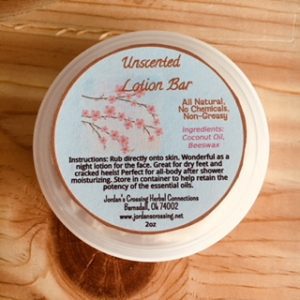 Unscented
Lotion Bar
All Natural,
No Chemicals,
Non-Greasy
Ingredients:
Coconut Oil,
Beeswax
Instructions: Rub directly onto skin. Wonderful as a
night lotion for the face. Great for dry feet and
cracked heels! Perfect for all-body after shower
moisturizing. Store in container to help retain the
potency of the essential oils.
Jordan's Crossing Herbal Connections
Barnsdall, Ok 74002
www.jordanscrossing.net
2oz